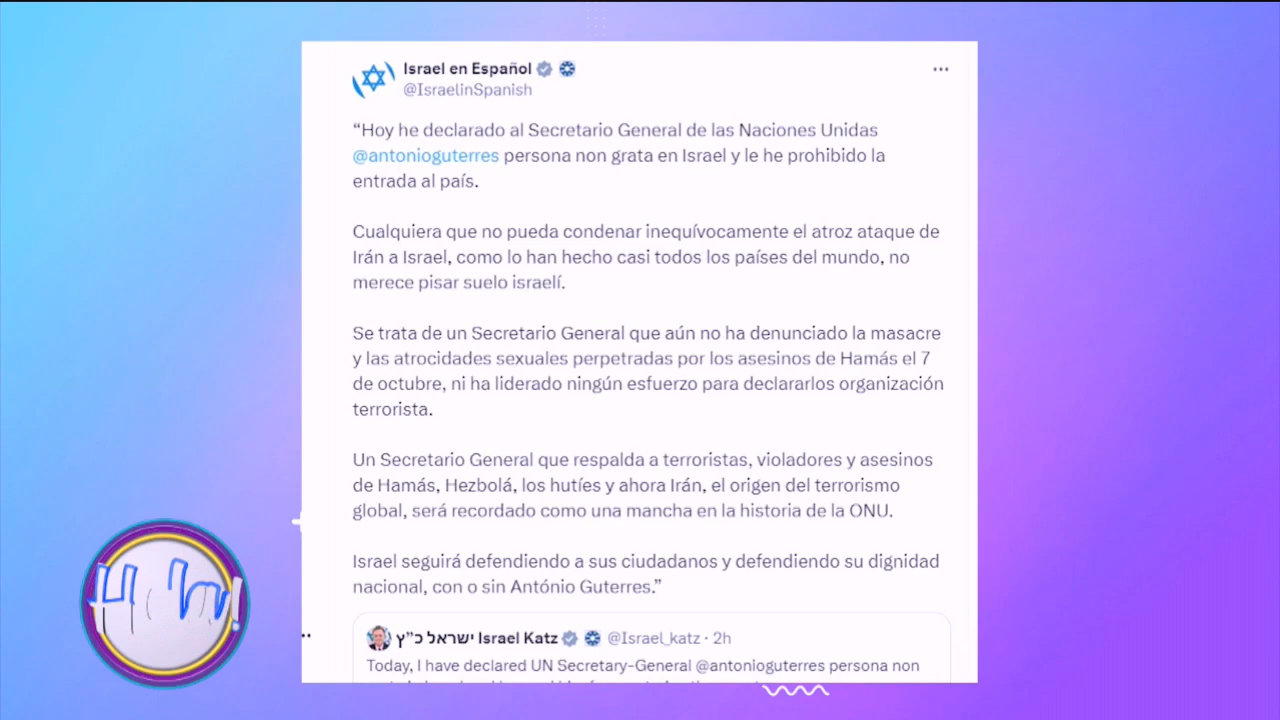 Israel en Español
@IsraelinSpanish
“Hoy he declarado al Secretario General de las Naciones Unidas
@antonioguterres persona non grata en Israel y le he prohibido la
entrada al país.
Cualquiera que no pueda condenar inequívocamente el atroz ataque de
Irán a Israel, como lo han hecho casi todos los países del mundo, no
merece pisar suelo israelí.
Se trata de un Secretario General que aún no ha denunciado la masacre
y las atrocidades sexuales perpetradas por los asesinos de Hamás el 7
de octubre, ni ha liderado ningún esfuerzo para declararlos organización
terrorista.
Un Secretario General que respalda a terroristas, violadores y asesinos
de Hamás, Hezbolá, los hutíes y ahora Irán, el origen del terrorismo
global, será recordado como una mancha en la historia de la ONU.
Israel seguirá defendiendo a sus ciudadanos y defendiendo su dignidad
nacional, con o sin António Guterres.”
ישראל כ”ץ Israel Katz @Israel_katz · 2h
Today, I have declared UN Secretary-General @antonioguterres persona non